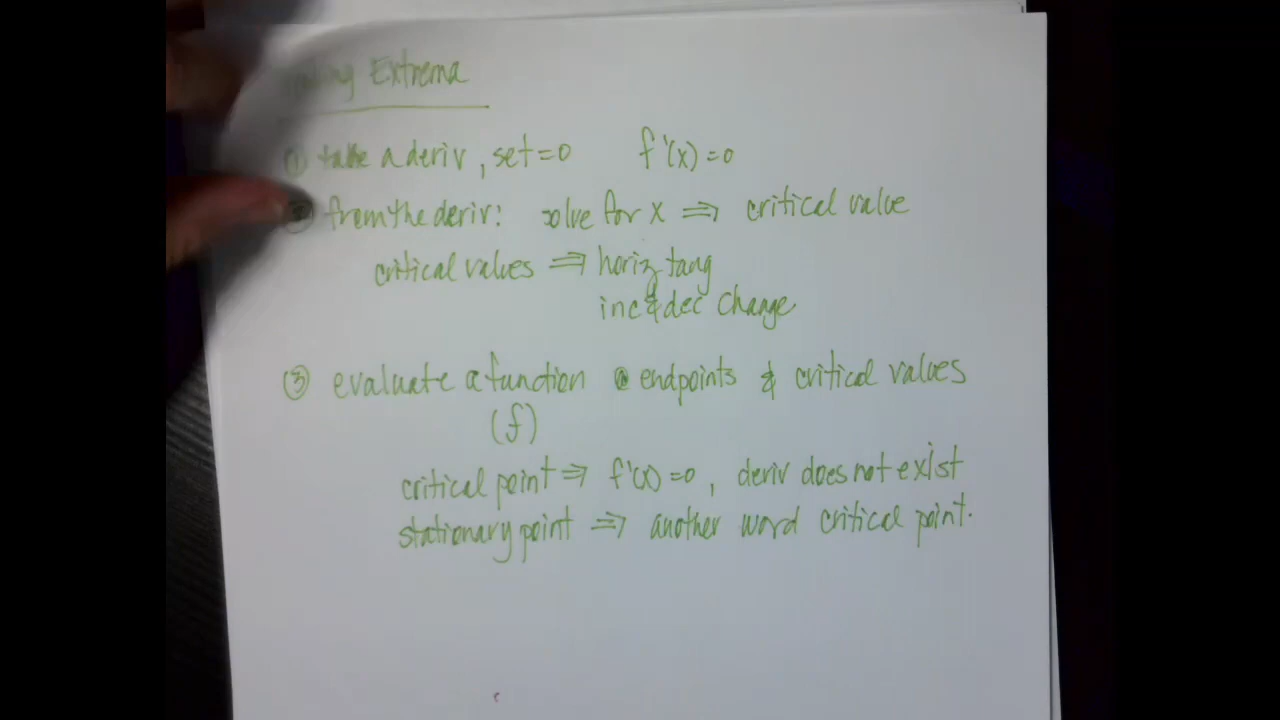 Extrema
① take a deriv, set=0 f'(x)=0
② from the deriv: solve for x ⇒ critical value
critical values ⇒ horiz tang
inc & dec change
③ evaluate a function @ endpoints & critical values
(f)
critical point ⇒ f'(x)=0, deriv does not exist
stationary point ⇒ another word critical point.